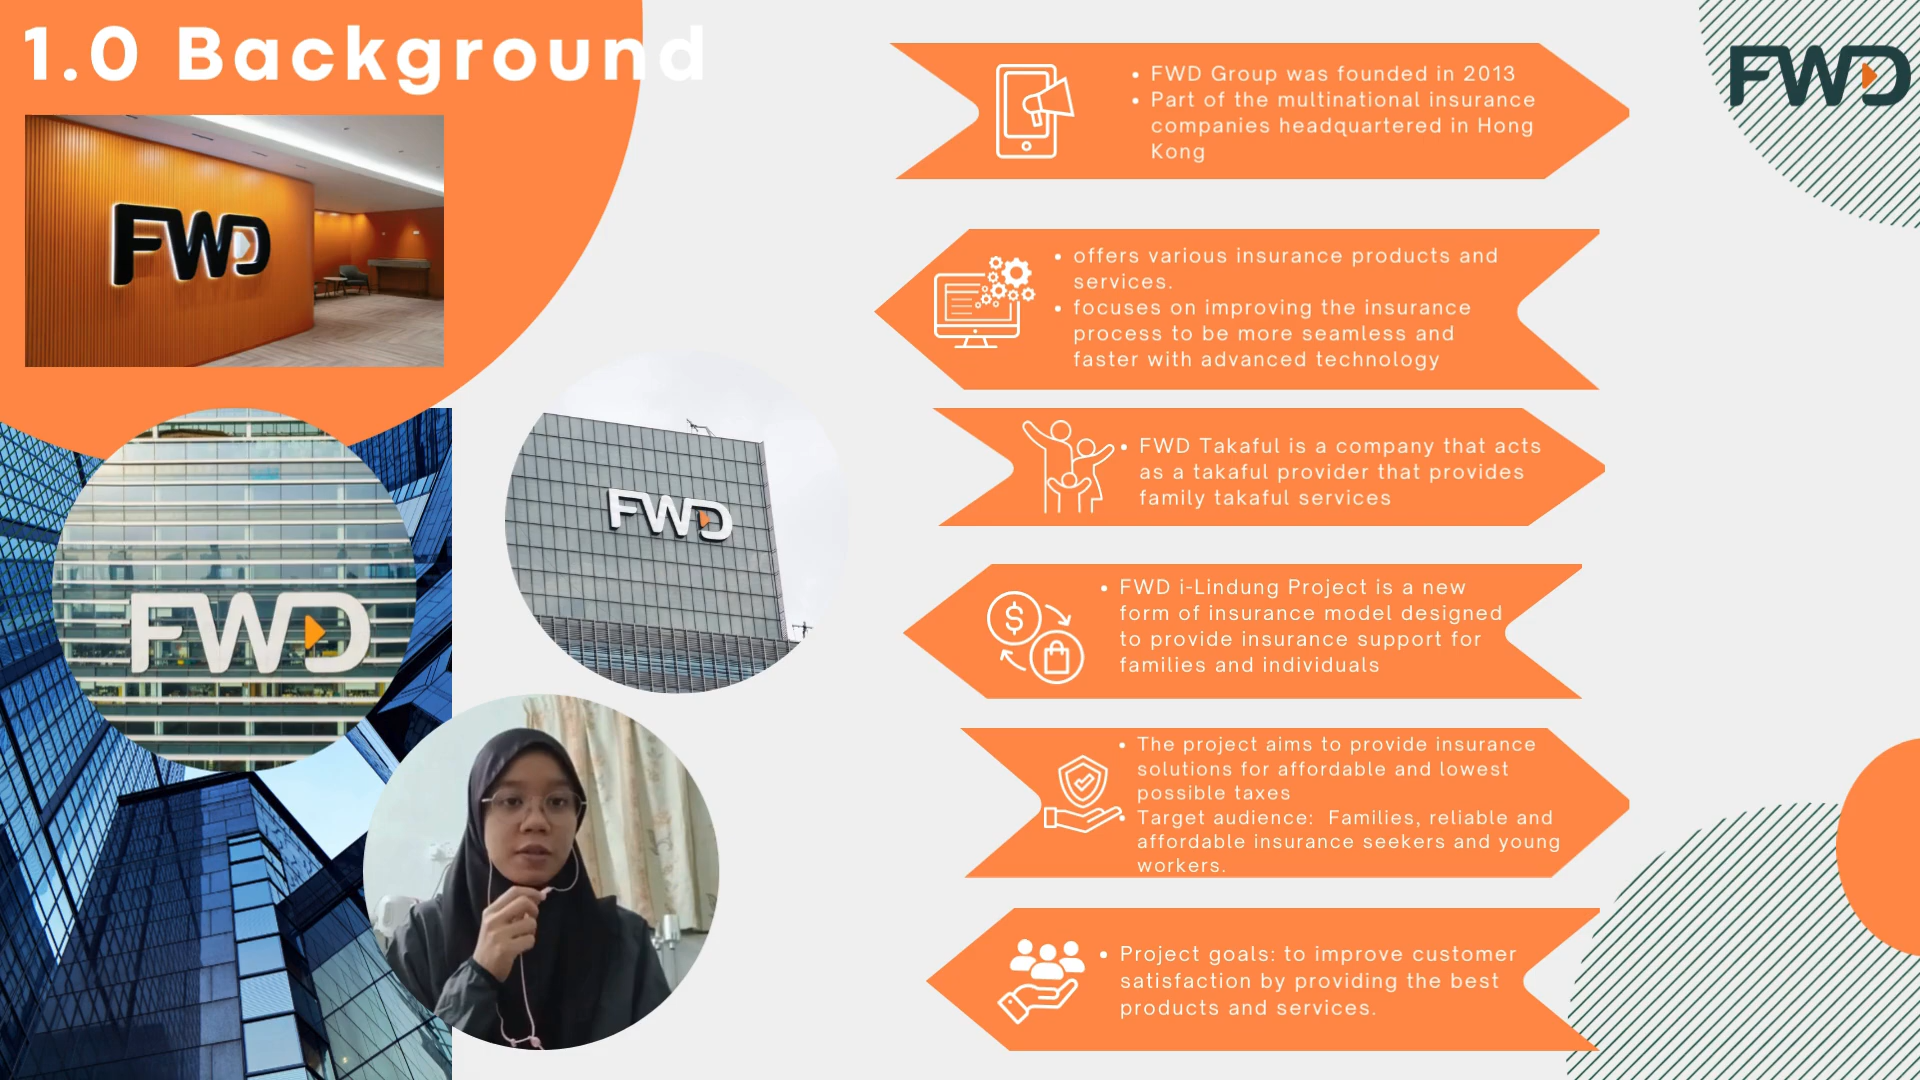 1.0 Background
FWD
FWD
FWD
FWD
• FWD Group was founded in 2013
• Part of the multinational insurance
companies headquartered in Hong
Kong
• offers various insurance products and
services.
• focuses on improving the insurance
process to be more seamless and
faster with advanced technology
• FWD Takaful is a company that acts
as a takaful provider that provides
family takaful services
$
• FWD i-Lindung Project is a new
form of insurance model designed
to provide insurance support for
families and individuals
• The project aims to provide insurance
solutions for affordable and lowest
possible taxes
• Target audience:  Families, reliable and
affordable insurance seekers and young
workers.
• Project goals: to improve customer
satisfaction by providing the best
products and services.